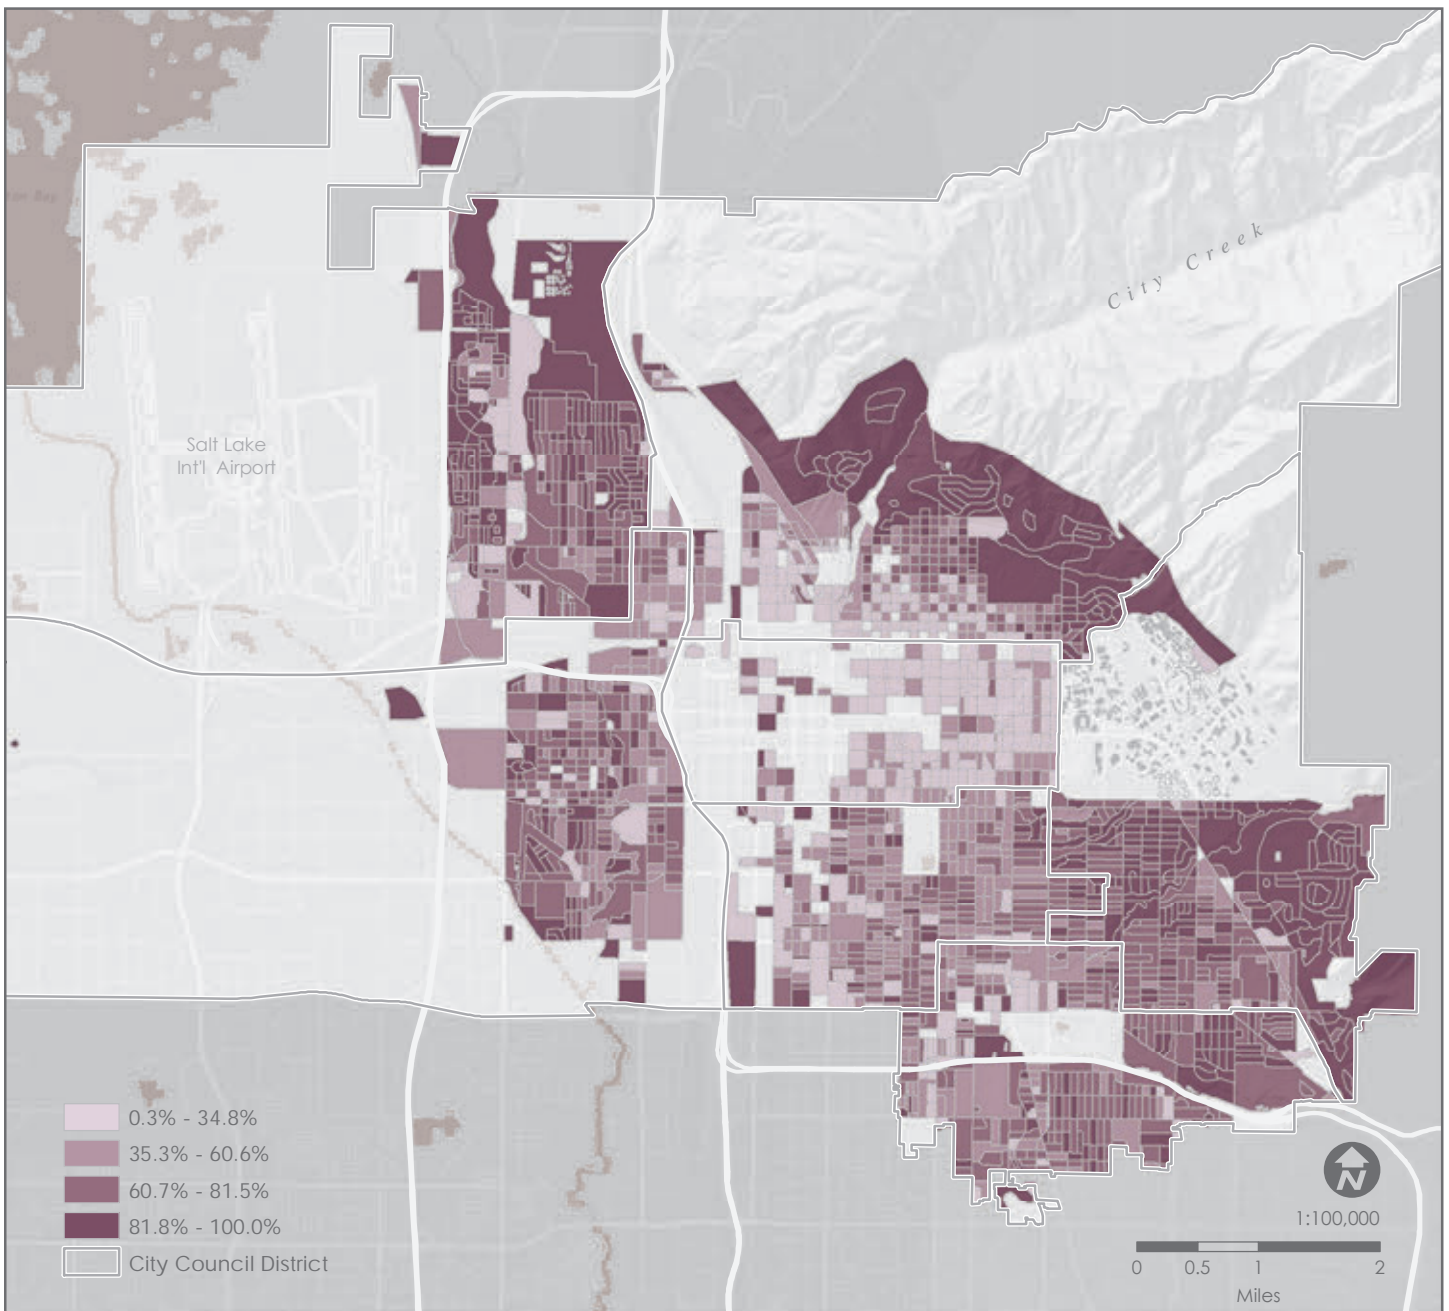 City Creek
Salt Lake
Int'l Airport
0.3% - 34.8%
35.3% - 60.6%
60.7% - 81.5%
81.8% - 100.0%
City Council District
N
1:100,000
0 0.5 1 2
Miles